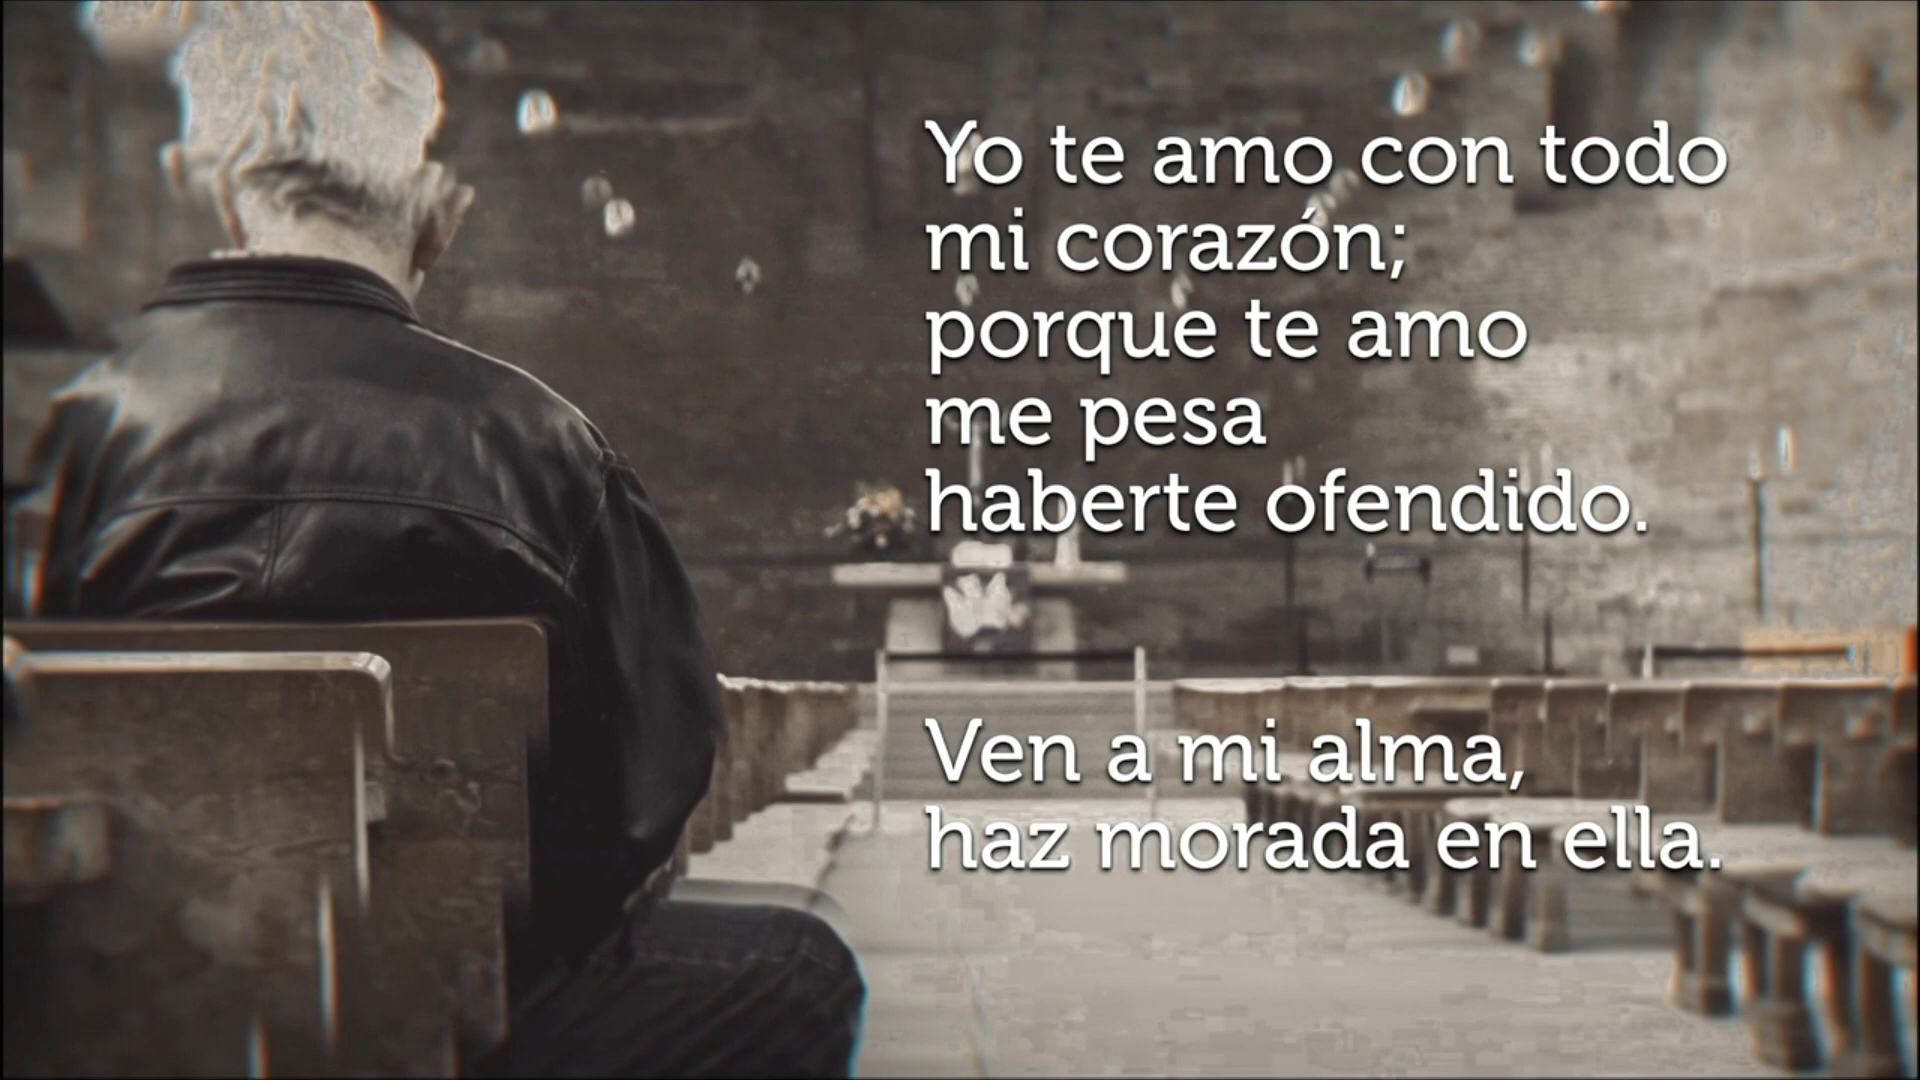 Yo te amo con todo
mi corazón;
porque te amo
me pesa
haberte ofendido.
Ven a mi alma,
haz morada en ella.